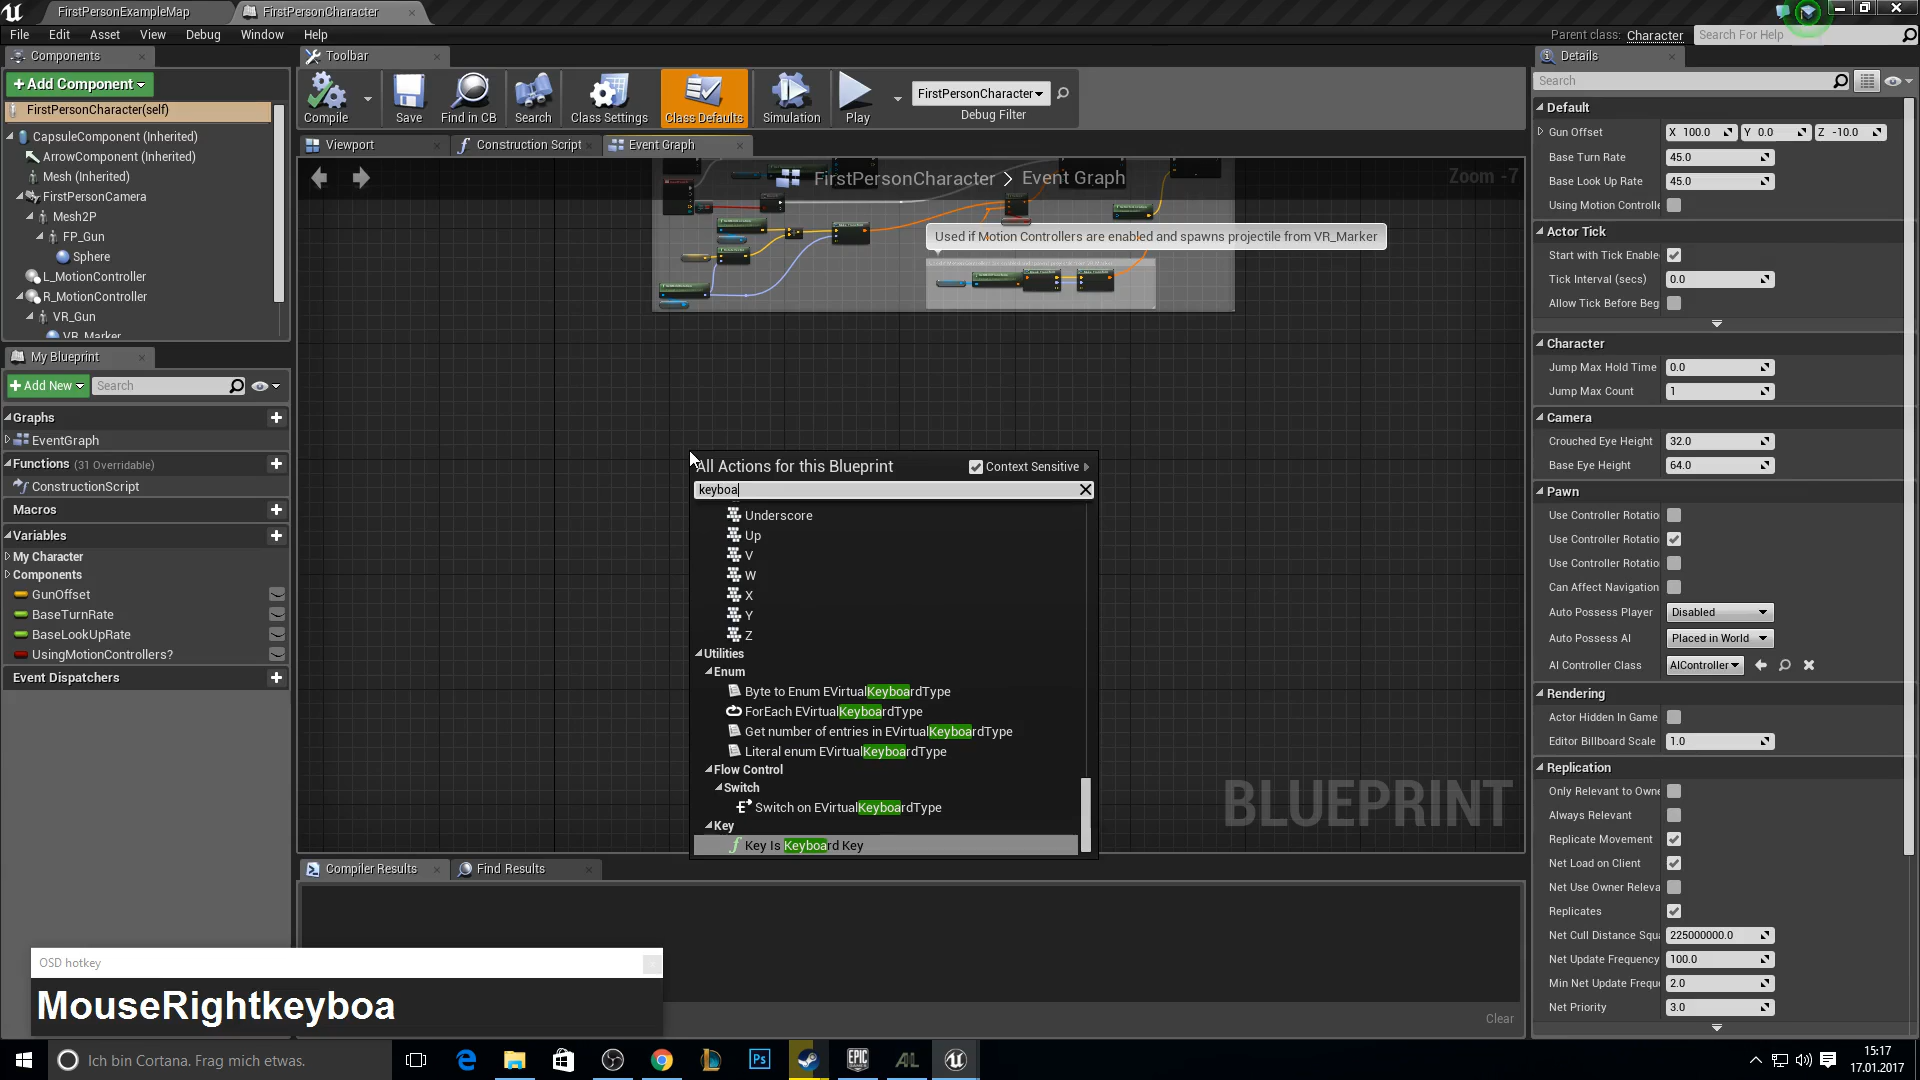 FirstPersonExampleMap
FirstPersonCharacter
File Edit Asset View Debug Window Help
Parent class: Character
Search For Help
Components
+Add Component
FirstPersonCharacter(self)
CapsuleComponent (Inherited)
ArrowComponent (Inherited)
Mesh (Inherited)
FirstPersonCamera
Mesh2P
FP_Gun
Sphere
L_MotionController
R_MotionController
VR_Gun
VR_Marker
My Blueprint
+Add New
Search
Graphs
EventGraph
Functions (31 Overridable)
ConstructionScript
Macros
Variables
My Character
Components
GunOffset
BaseTurnRate
BaseLookUpRate
UsingMotionControllers?
Event Dispatchers
Toolbar
Compile
Save
Find in CB
Search
Class Settings
Class Defaults
Simulation
Play
FirstPersonCharacter
Debug Filter
Viewport
Construction Script
Event Graph
FirstPersonCharacter > Event Graph
Zoom -7
Used if Motion Controllers are enabled and spawns projectile from VR_Marker
All Actions for this Blueprint
Context Sensitive
keyboa
Underscore
Up
V
W
X
Y
Z
Utilities
Enum
Byte to Enum EVirtualKeyboardType
ForEach EVirtualKeyboardType
Get number of entries in EVirtualKeyboardType
Literal enum EVirtualKeyboardType
Flow Control
Switch
Switch on EVirtualKeyboardType
Key
Key Is Keyboard Key
BLUEPRINT
Compiler Results
Find Results
Clear
Details
Search
Default
Gun Offset X 100.0 Y 0.0 Z -10.0
Base Turn Rate 45.0
Base Look Up Rate 45.0
Using Motion Controlle
Actor Tick
Start with Tick Enable
Tick Interval (secs) 0.0
Allow Tick Before Beg
Character
Jump Max Hold Time 0.0
Jump Max Count 1
Camera
Crouched Eye Height 32.0
Base Eye Height 64.0
Pawn
Use Controller Rotatio
Use Controller Rotatio
Use Controller Rotatio
Can Affect Navigation
Auto Possess Player Disabled
Auto Possess AI Placed in World
AI Controller Class AIController
Rendering
Actor Hidden In Game
Editor Billboard Scale 1.0
Replication
Only Relevant to Owne
Always Relevant
Replicate Movement
Net Load on Client
Net Use Owner Releva
Replicates
Net Cull Distance Squa 225000000.0
Net Update Frequency 100.0
Min Net Update Frequ 2.0
Net Priority 3.0
OSD hotkey
MouseRightkeyboa
Ich bin Cortana. Frag mich etwas.
Ps
EPIC
AL
15:17
17.01.2017